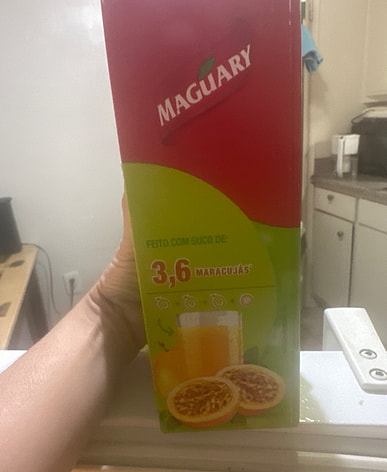 MAGUARY
FEITO COM SUCO DE:
3,6 MARACUJÁS*